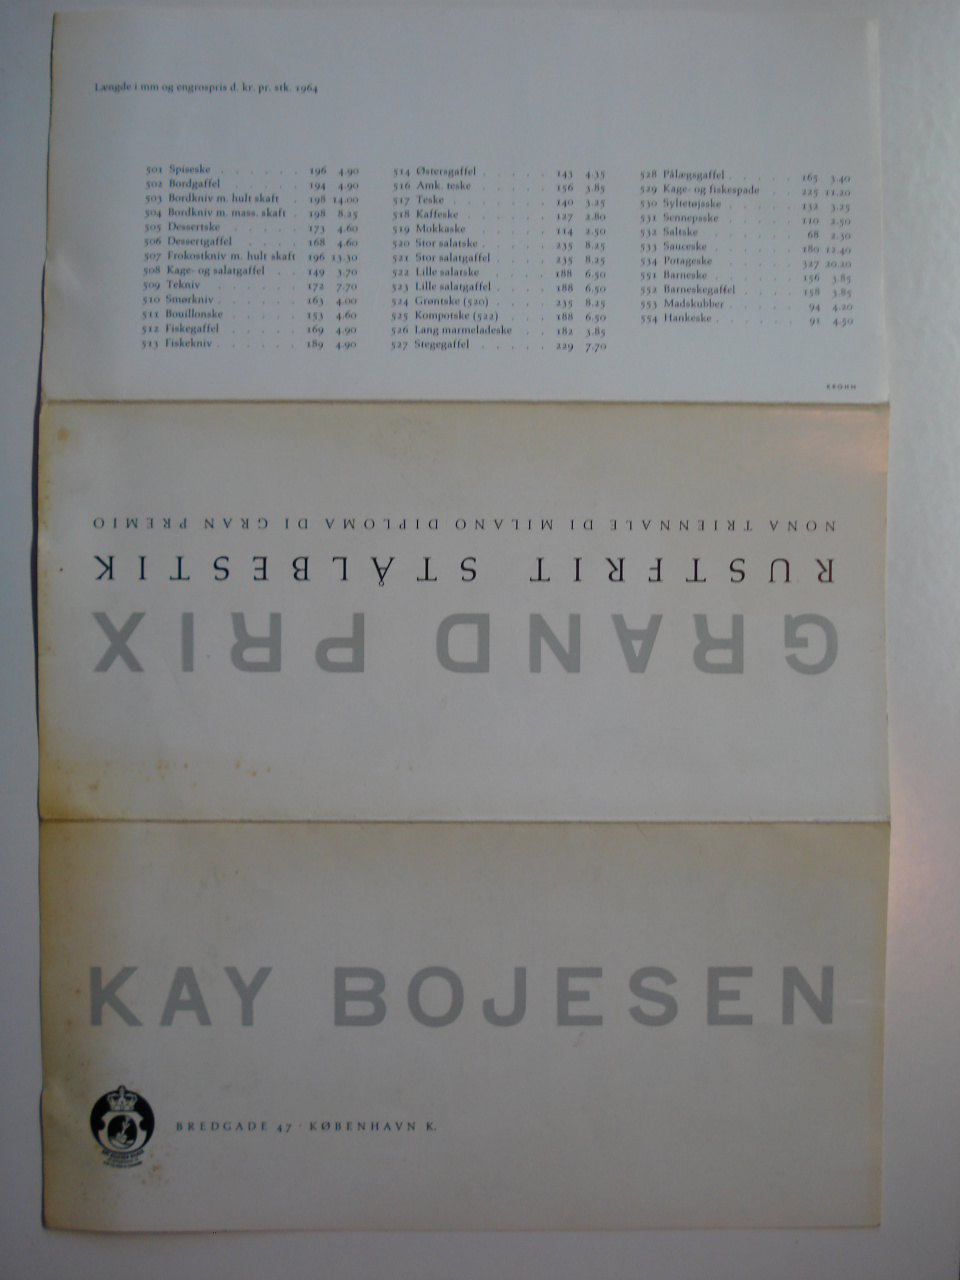 Længde i mm og engrospris d. kr. pr. stk. 1964
501 Spiseske . . . . . . 196 4.90
502 Bordgaffel . . . . . 194 4.90
503 Bordkniv m. hult skaft . 198 14.00
504 Bordkniv m. mass. skaft . 198 8.25
505 Dessertske . . . . . 173 4.60
506 Dessertgaffel . . . . 168 4.60
507 Frokostkniv m. hult skaft 196 13.30
508 Kage- og salatgaffel . . 149 3.70
509 Tekniv . . . . . . 172 7.70
510 Smørkniv . . . . . . 163 4.00
511 Bouillonske . . . . . 153 4.60
512 Fiskegaffel . . . . . 169 4.90
513 Fiskekniv . . . . . . 189 4.90
514 Østersgaffel . . . . 143 4.35
516 Amk. teske . . . . . 156 3.85
517 Teske . . . . . . . 140 3.25
518 Kaffeske . . . . . . 127 2.80
519 Mokkaske . . . . . 114 2.50
520 Stor salatske . . . . 235 8.25
521 Stor salatgaffel . . . 235 8.25
522 Lille salatske . . . . 188 6.50
523 Lille salatgaffel . . . 188 6.50
524 Grøntske (520) . . . 235 8.25
525 Kompotske (522) . . . 188 6.50
526 Lang marmeladeske . . 182 3.85
527 Stegegaffel . . . . . 229 7.70
528 Pålægsgaffel . . . . . 165 3.40
529 Kage- og fiskespade . . 225 11.20
530 Syltetøjsske . . . . . 132 3.25
531 Sennepsske . . . . . 110 2.50
532 Saltske . . . . . . 68 2.30
533 Sauceske . . . . . . 180 12.40
534 Potageske . . . . . 327 20.20
551 Barneske . . . . . . 156 3.85
552 Barneskegaffel . . . . 158 3.85
553 Madskubber . . . . . 94 4.20
554 Hankeske . . . . . . 91 4.50
KROHN
GRAND PRIX
RUSTFRIT STÅLBESTIK
NONA TRIENNALE DI MILANO DIPLOMA DI GRAN PREMIO
KAY BOJESEN
BREDGADE 47 · KØBENHAVN K.